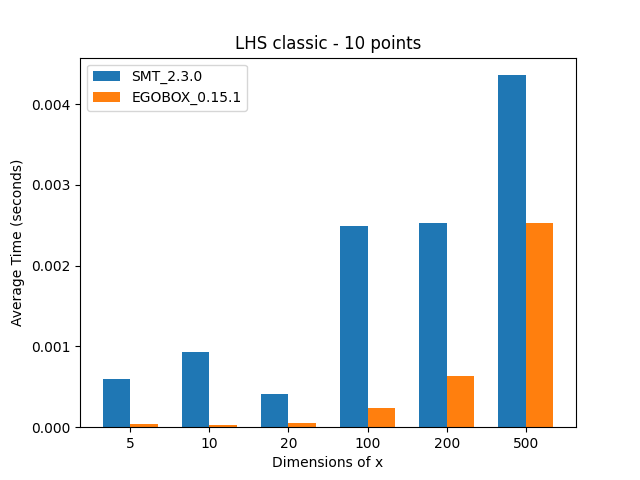 LHS classic - 10 points
SMT_2.3.0
EGOBOX_0.15.1
Average Time (seconds)
0.004
0.003
0.002
0.001
0.000
5 10 20 100 200 500
Dimensions of x